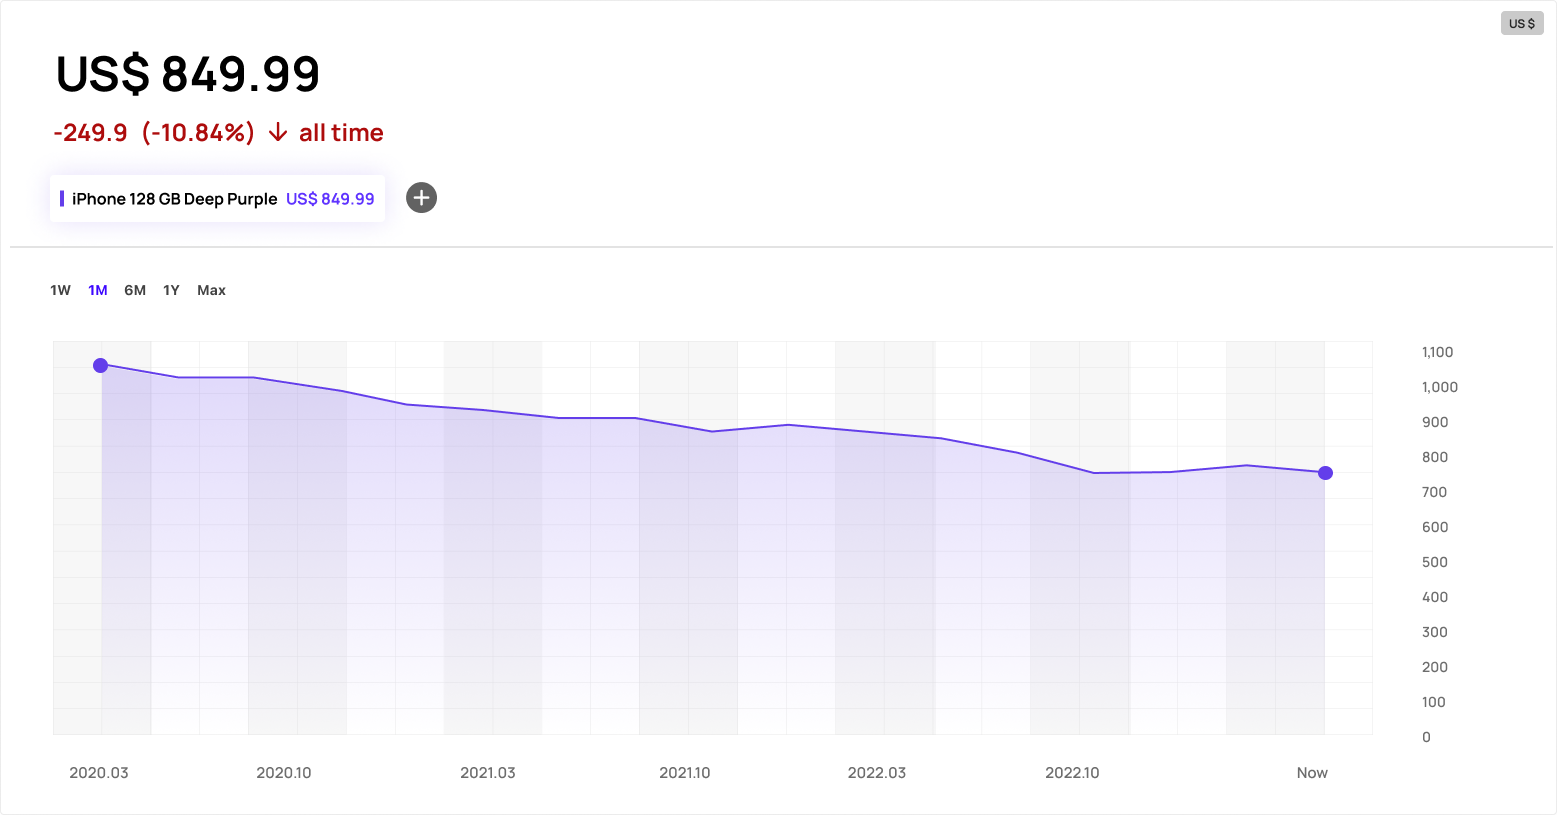 US $
US$ 849.99
-249.9 (-10.84%) ↓ all time
iPhone 128 GB Deep Purple US$ 849.99
1W 1M 6M 1Y Max
1,100
1,000
900
800
700
600
500
400
300
200
100
0
2020.03 2020.10 2021.03 2021.10 2022.03 2022.10 Now